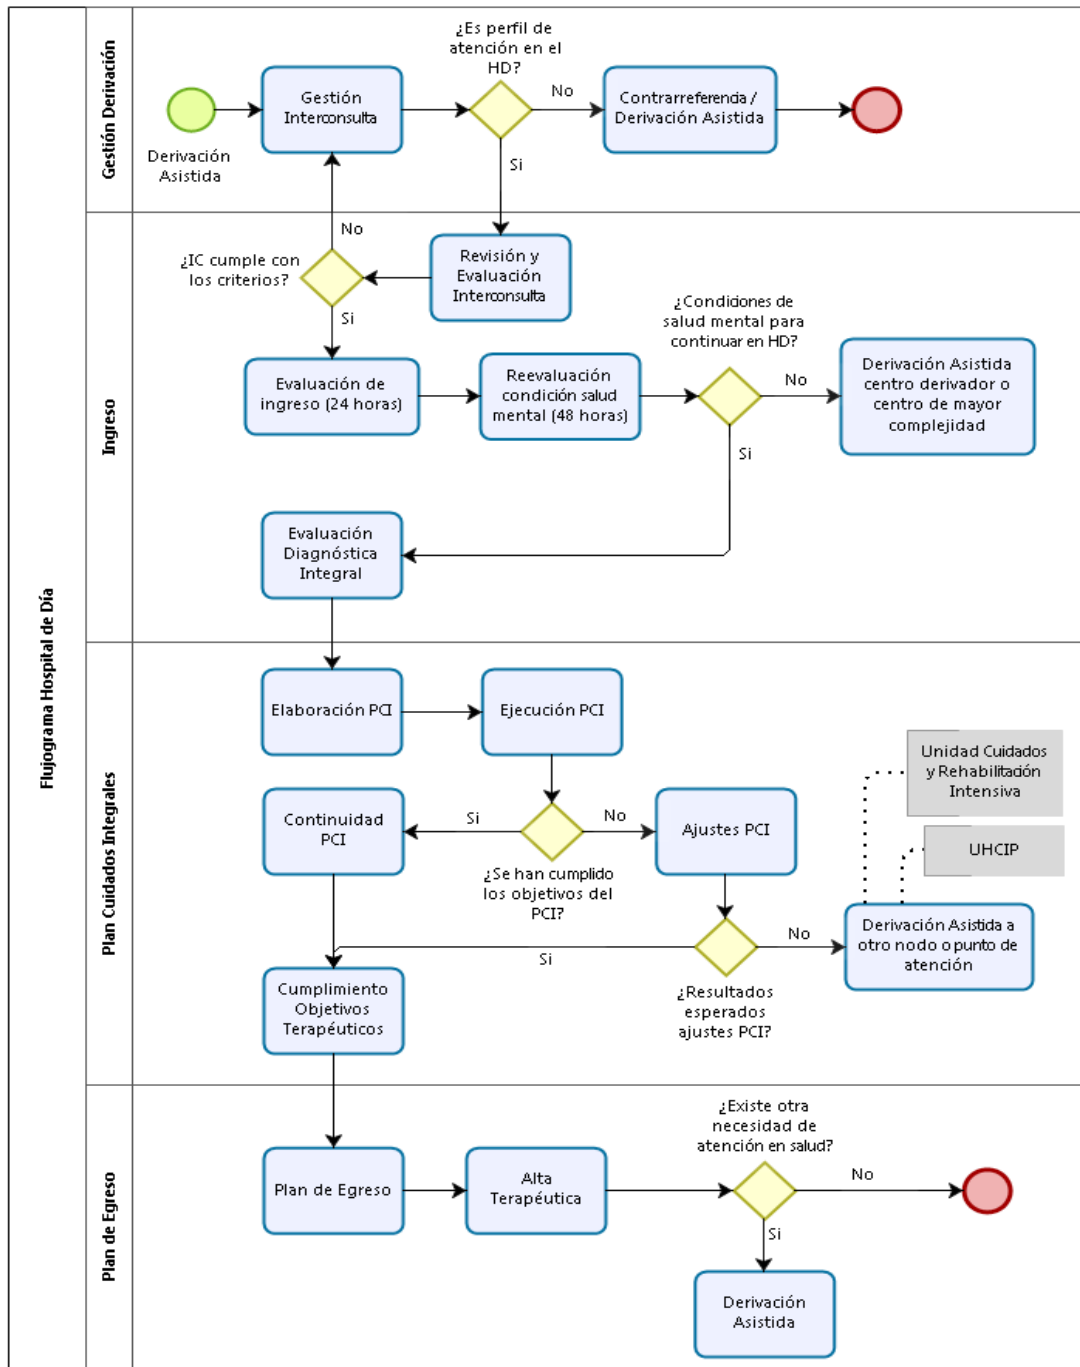 Flujograma Hospital de Día
Gestión Derivación
Derivación
Asistida
Gestión
Interconsulta
¿Es perfil de
atención en el
HD?
No
Si
Contrarreferencia /
Derivación Asistida
Ingreso
Revisión y
Evaluación
Interconsulta
¿IC cumple con
los criterios?
No
Si
Evaluación de
ingreso (24 horas)
Reevaluación
condición salud
mental (48 horas)
¿Condiciones de
salud mental para
continuar en HD?
No
Si
Derivación Asistida
centro derivador o
centro de mayor
complejidad
Evaluación
Diagnóstica
Integral
Plan Cuidados Integrales
Elaboración PCI
Ejecución PCI
¿Se han cumplido
los objetivos del
PCI?
Si
No
Continuidad
PCI
Ajustes PCI
¿Resultados
esperados
ajustes PCI?
Si
No
Unidad Cuidados
y Rehabilitación
Intensiva
UHCIP
Derivación Asistida a
otro nodo o punto de
atención
Cumplimiento
Objetivos
Terapéuticos
Plan de Egreso
Plan de Egreso
Alta
Terapéutica
¿Existe otra
necesidad de
atención en salud?
No
Si
Derivación
Asistida